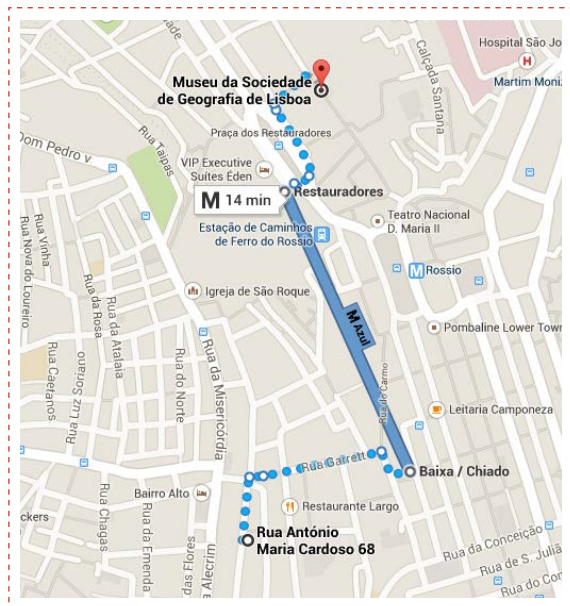 Hospital São Jo
Martim Moniz
Calçada Santana
Museu da Sociedade
de Geografia de Lisboa
Praça dos Restauradores
Dom Pedro v
Rua Taipas
VIP Executive
Suites Éden
Restauradores
M 14 min
Teatro Nacional
D. Maria II
Estação de Caminhos
de Ferro do Rossio
M Rossio
Rua Vinha
Rua Nova do Loureiro
Rua da Rosa
Igreja de São Roque
M Azul
Pombaline Lower Town
Rua da Atalaia
Rua da Misericórdia
Rua do Norte
Rua Caetanos
Rua Luz Soriano
Rua do Carmo
Leitaria Camponeza
Rua Garrett
Baixa / Chiado
Bairro Alto
Restaurante Largo
ckers
Rua Chagas
Rua da Emenda
das Flores
Rua Alecrim
Rua António
Maria Cardoso 68
Rua da Conceição
Rua de S. Juliã
Rua do Com